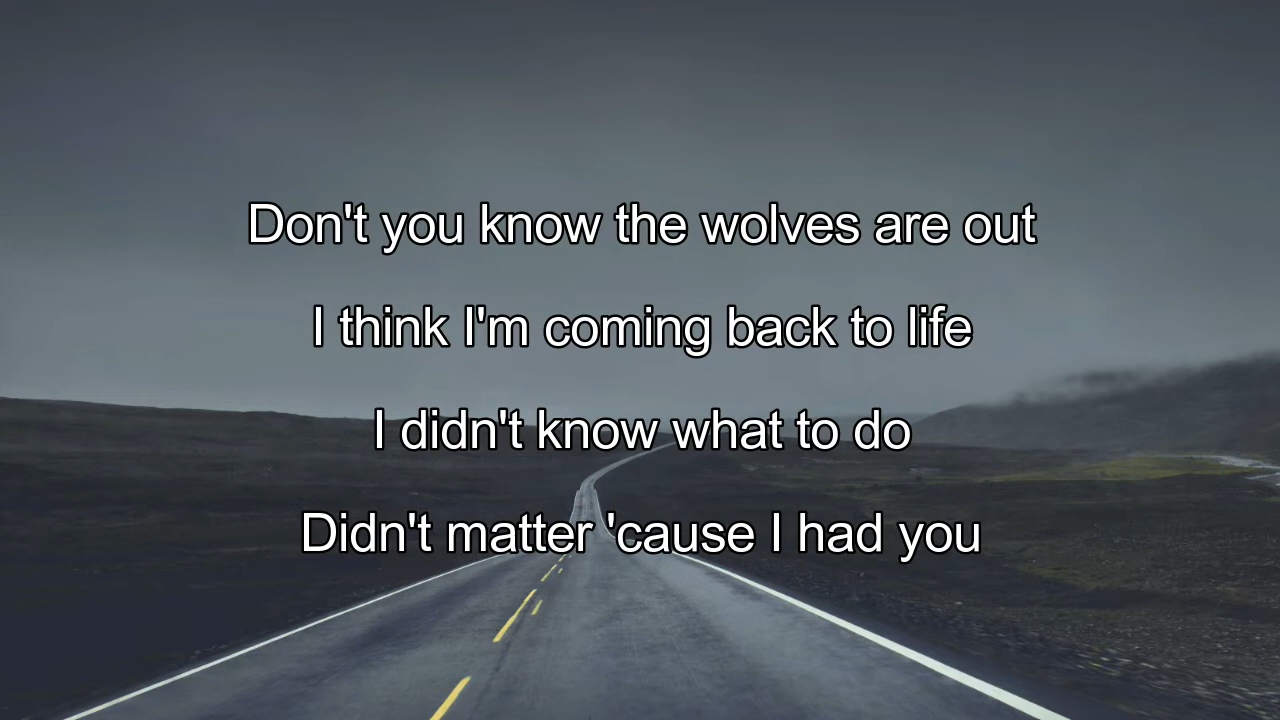 Don't you know the wolves are out
I think I'm coming back to life
I didn't know what to do
Didn't matter 'cause I had you